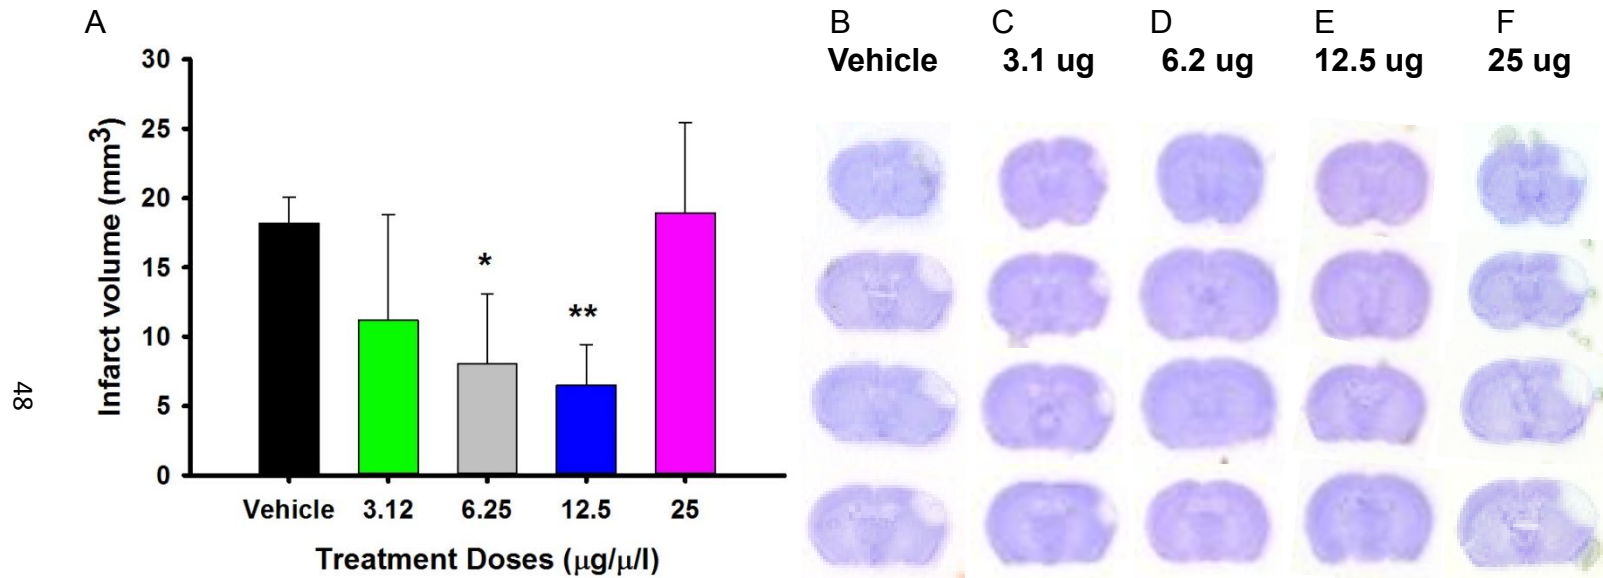 A
B
C
D
E
F
Vehicle
3.1 ug
6.2 ug
12.5 ug
25 ug
30
25
20
15
10
5
0
Infarct volume (mm³)
*
**
Vehicle
3.12
6.25
12.5
25
Treatment Doses (μg/μ/l)
48